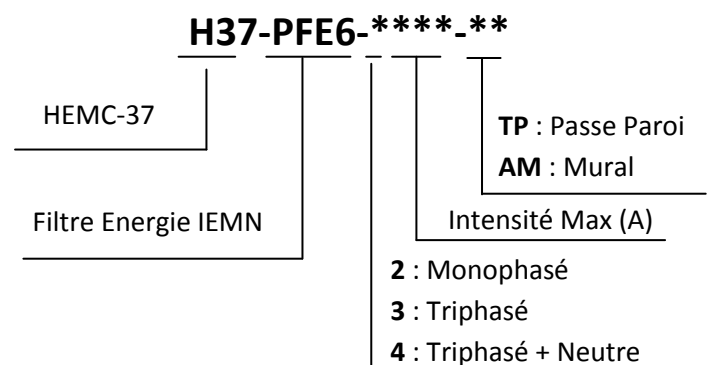 H37-PFE6-****-**
HEMC-37
TP : Passe Paroi
AM : Mural
Filtre Energie IEMN
Intensité Max (A)
2 : Monophasé
3 : Triphasé
4 : Triphasé + Neutre